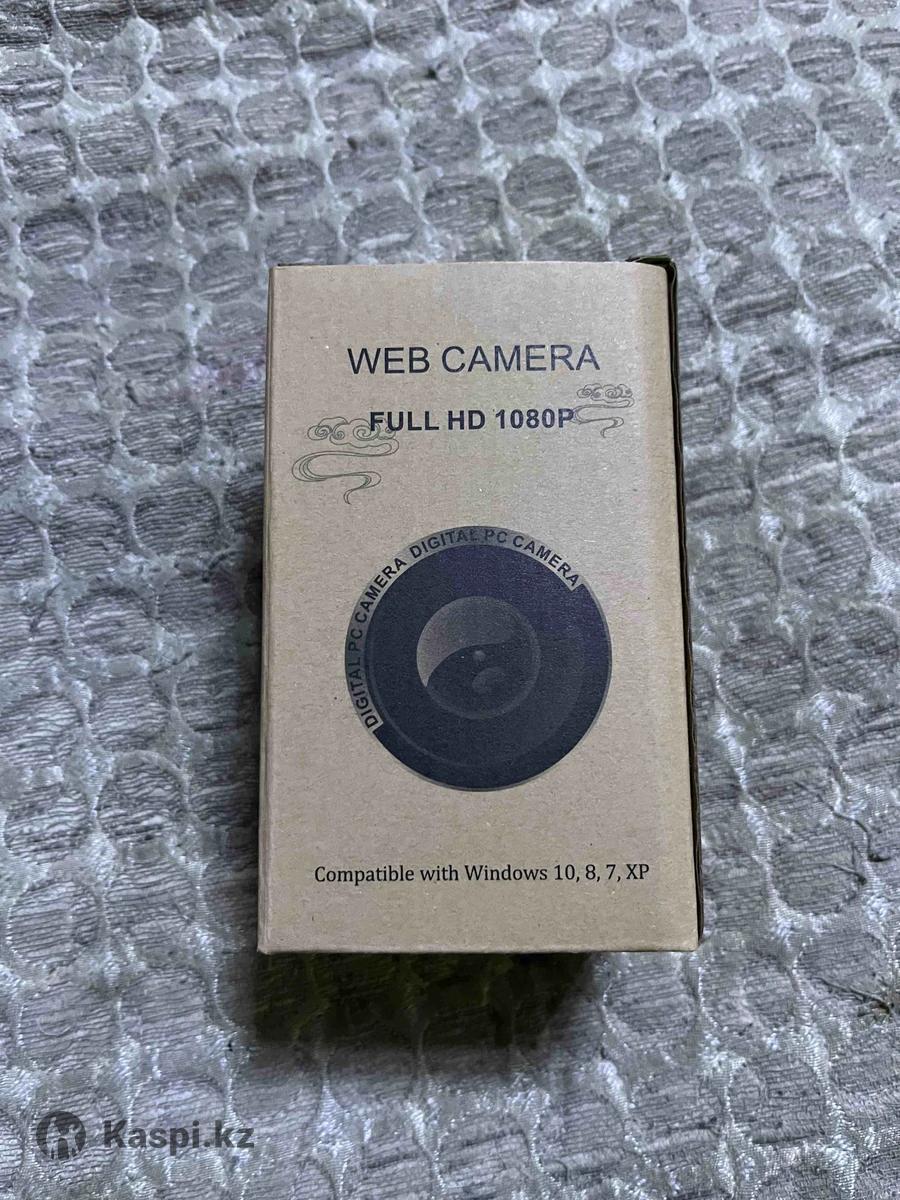 WEB CAMERA
FULL HD 1080P
DIGITAL PC CAMERA DIGITAL PC CAMERA
Compatible with Windows 10, 8, 7, XP
Kaspi.kz